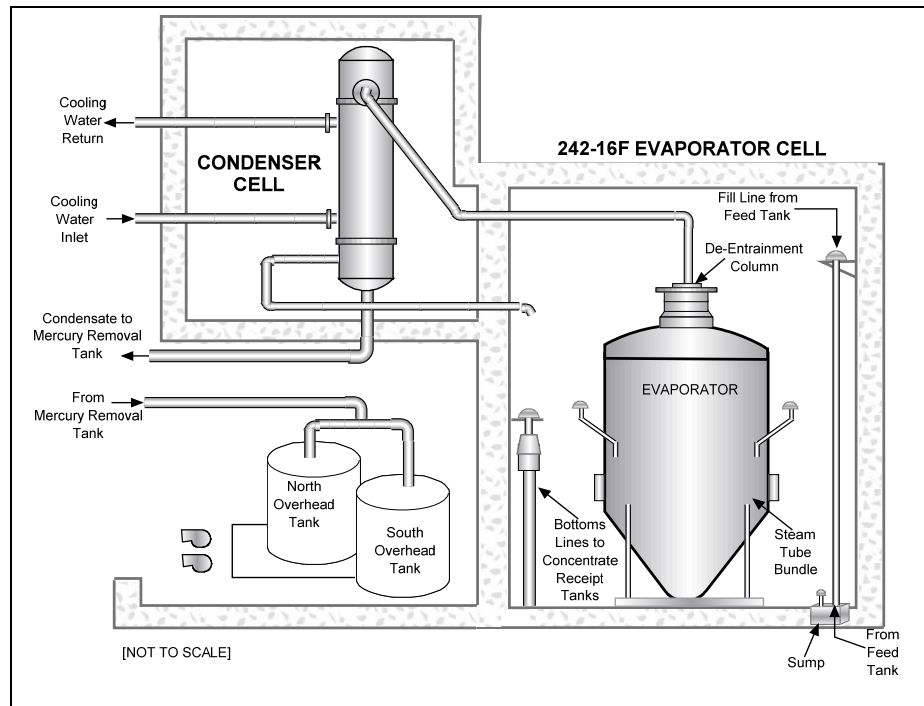 242-16F EVAPORATOR CELL
CONDENSER
CELL
Cooling
Water
Return
Cooling
Water
Inlet
Condensate to
Mercury Removal
Tank
From
Mercury Removal
Tank
North
Overhead
Tank
South
Overhead
Tank
Fill Line from
Feed Tank
De-Entrainment
Column
EVAPORATOR
Bottoms
Lines to
Concentrate
Receipt
Tanks
Steam
Tube
Bundle
Sump
From
Feed
Tank
[NOT TO SCALE]